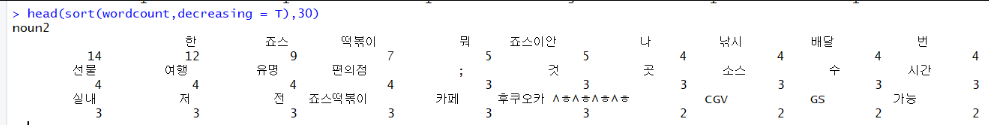 > head(sort(wordcount,decreasing = T),30)
noun2
한 죠스 떡볶이 뭐 죠스이안 나 낚시 배달 번
14 12 9 7 5 5 4 4 4 4
선물 여행 유명 편의점 ; 것 곳 소스 수 시간
4 4 4 4 3 3 3 3 3 3
실내 저 전 죠스떡볶이 카페 후쿠오카 ㅅㅎㅅㅎㅅㅎㅅㅎ CGV GS 가능
3 3 3 3 3 3 2 2 2 2